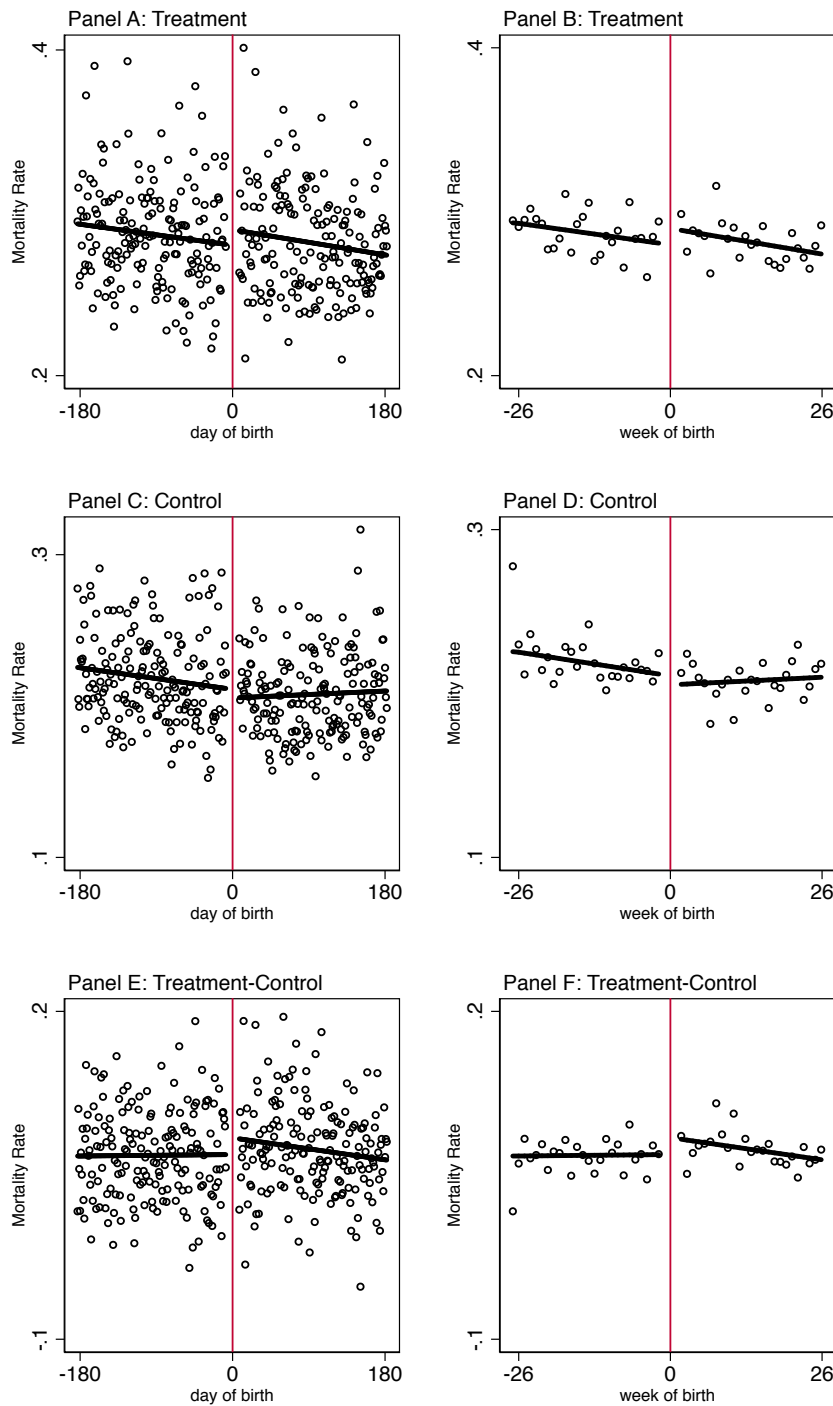 Panel A: Treatment
.4
.2
Mortality Rate
-180 0 180
day of birth
Panel B: Treatment
.4
.2
Mortality Rate
-26 0 26
week of birth
Panel C: Control
.3
.1
Mortality Rate
-180 0 180
day of birth
Panel D: Control
.3
.1
Mortality Rate
-26 0 26
week of birth
Panel E: Treatment-Control
.2
-.1
Mortality Rate
-180 0 180
day of birth
Panel F: Treatment-Control
.2
-.1
Mortality Rate
-26 0 26
week of birth